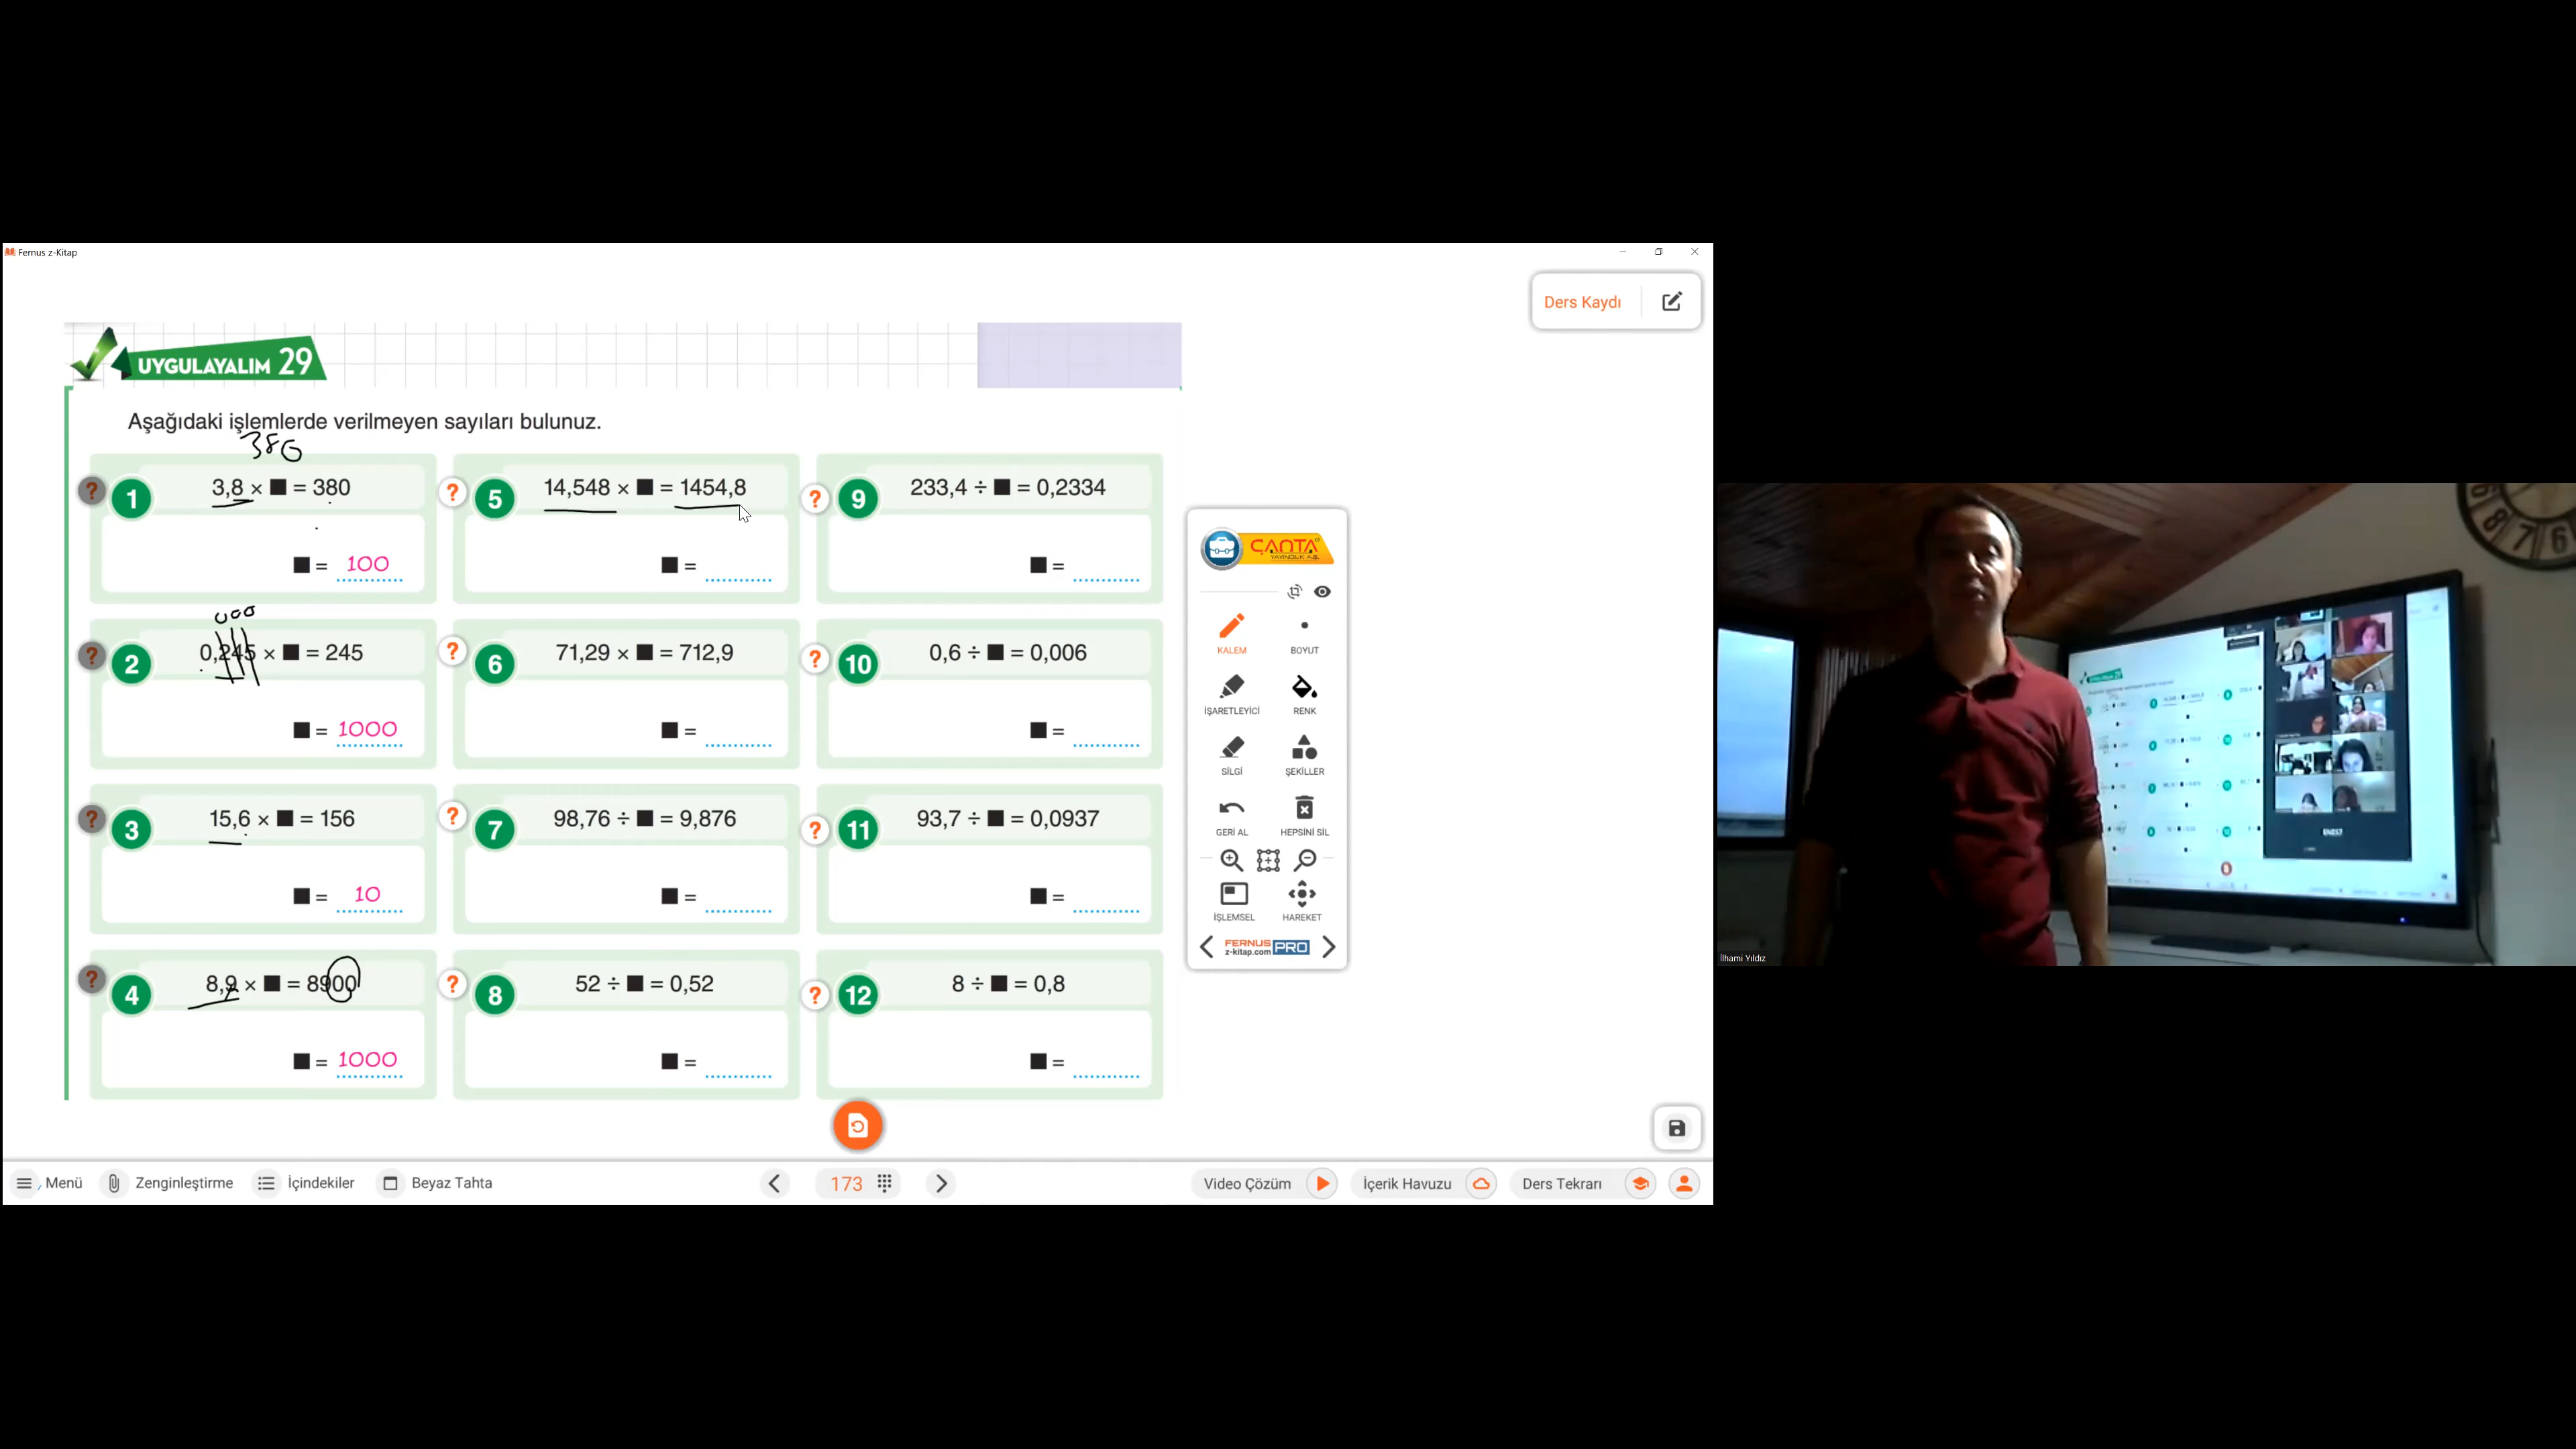 Fernus z-Kitap
Ders Kaydı
UYGULAYALIM 29
Aşağıdaki işlemlerde verilmeyen sayıları bulunuz.
380
1
3,8 × ■ = 380
■ = 100
2
000
0,245 × ■ = 245
■ = 1000
3
15,6 × ■ = 156
■ = 10
4
8,9 × ■ = 8900
■ = 1000
5
14,548 × ■ = 1454,8
■ = ............
6
71,29 × ■ = 712,9
■ = ............
7
98,76 ÷ ■ = 9,876
■ = ............
8
52 ÷ ■ = 0,52
■ = ............
9
233,4 ÷ ■ = 0,2334
■ = ............
10
0,6 ÷ ■ = 0,006
■ = ............
11
93,7 ÷ ■ = 0,0937
■ = ............
12
8 ÷ ■ = 0,8
■ = ............
ÇANTA
YAYINCILIK A.Ş.
KALEM BOYUT
İŞARETLEYİCİ RENK
SİLGİ ŞEKİLLER
GERİ AL HEPSİNİ SİL
İŞLEMSEL HAREKET
FERNUS PRO
z-kitap.com
Menü Zenginleştirme İçindekiler Beyaz Tahta 173 Video Çözüm İçerik Havuzu Ders Tekrarı
İlhami Yıldız